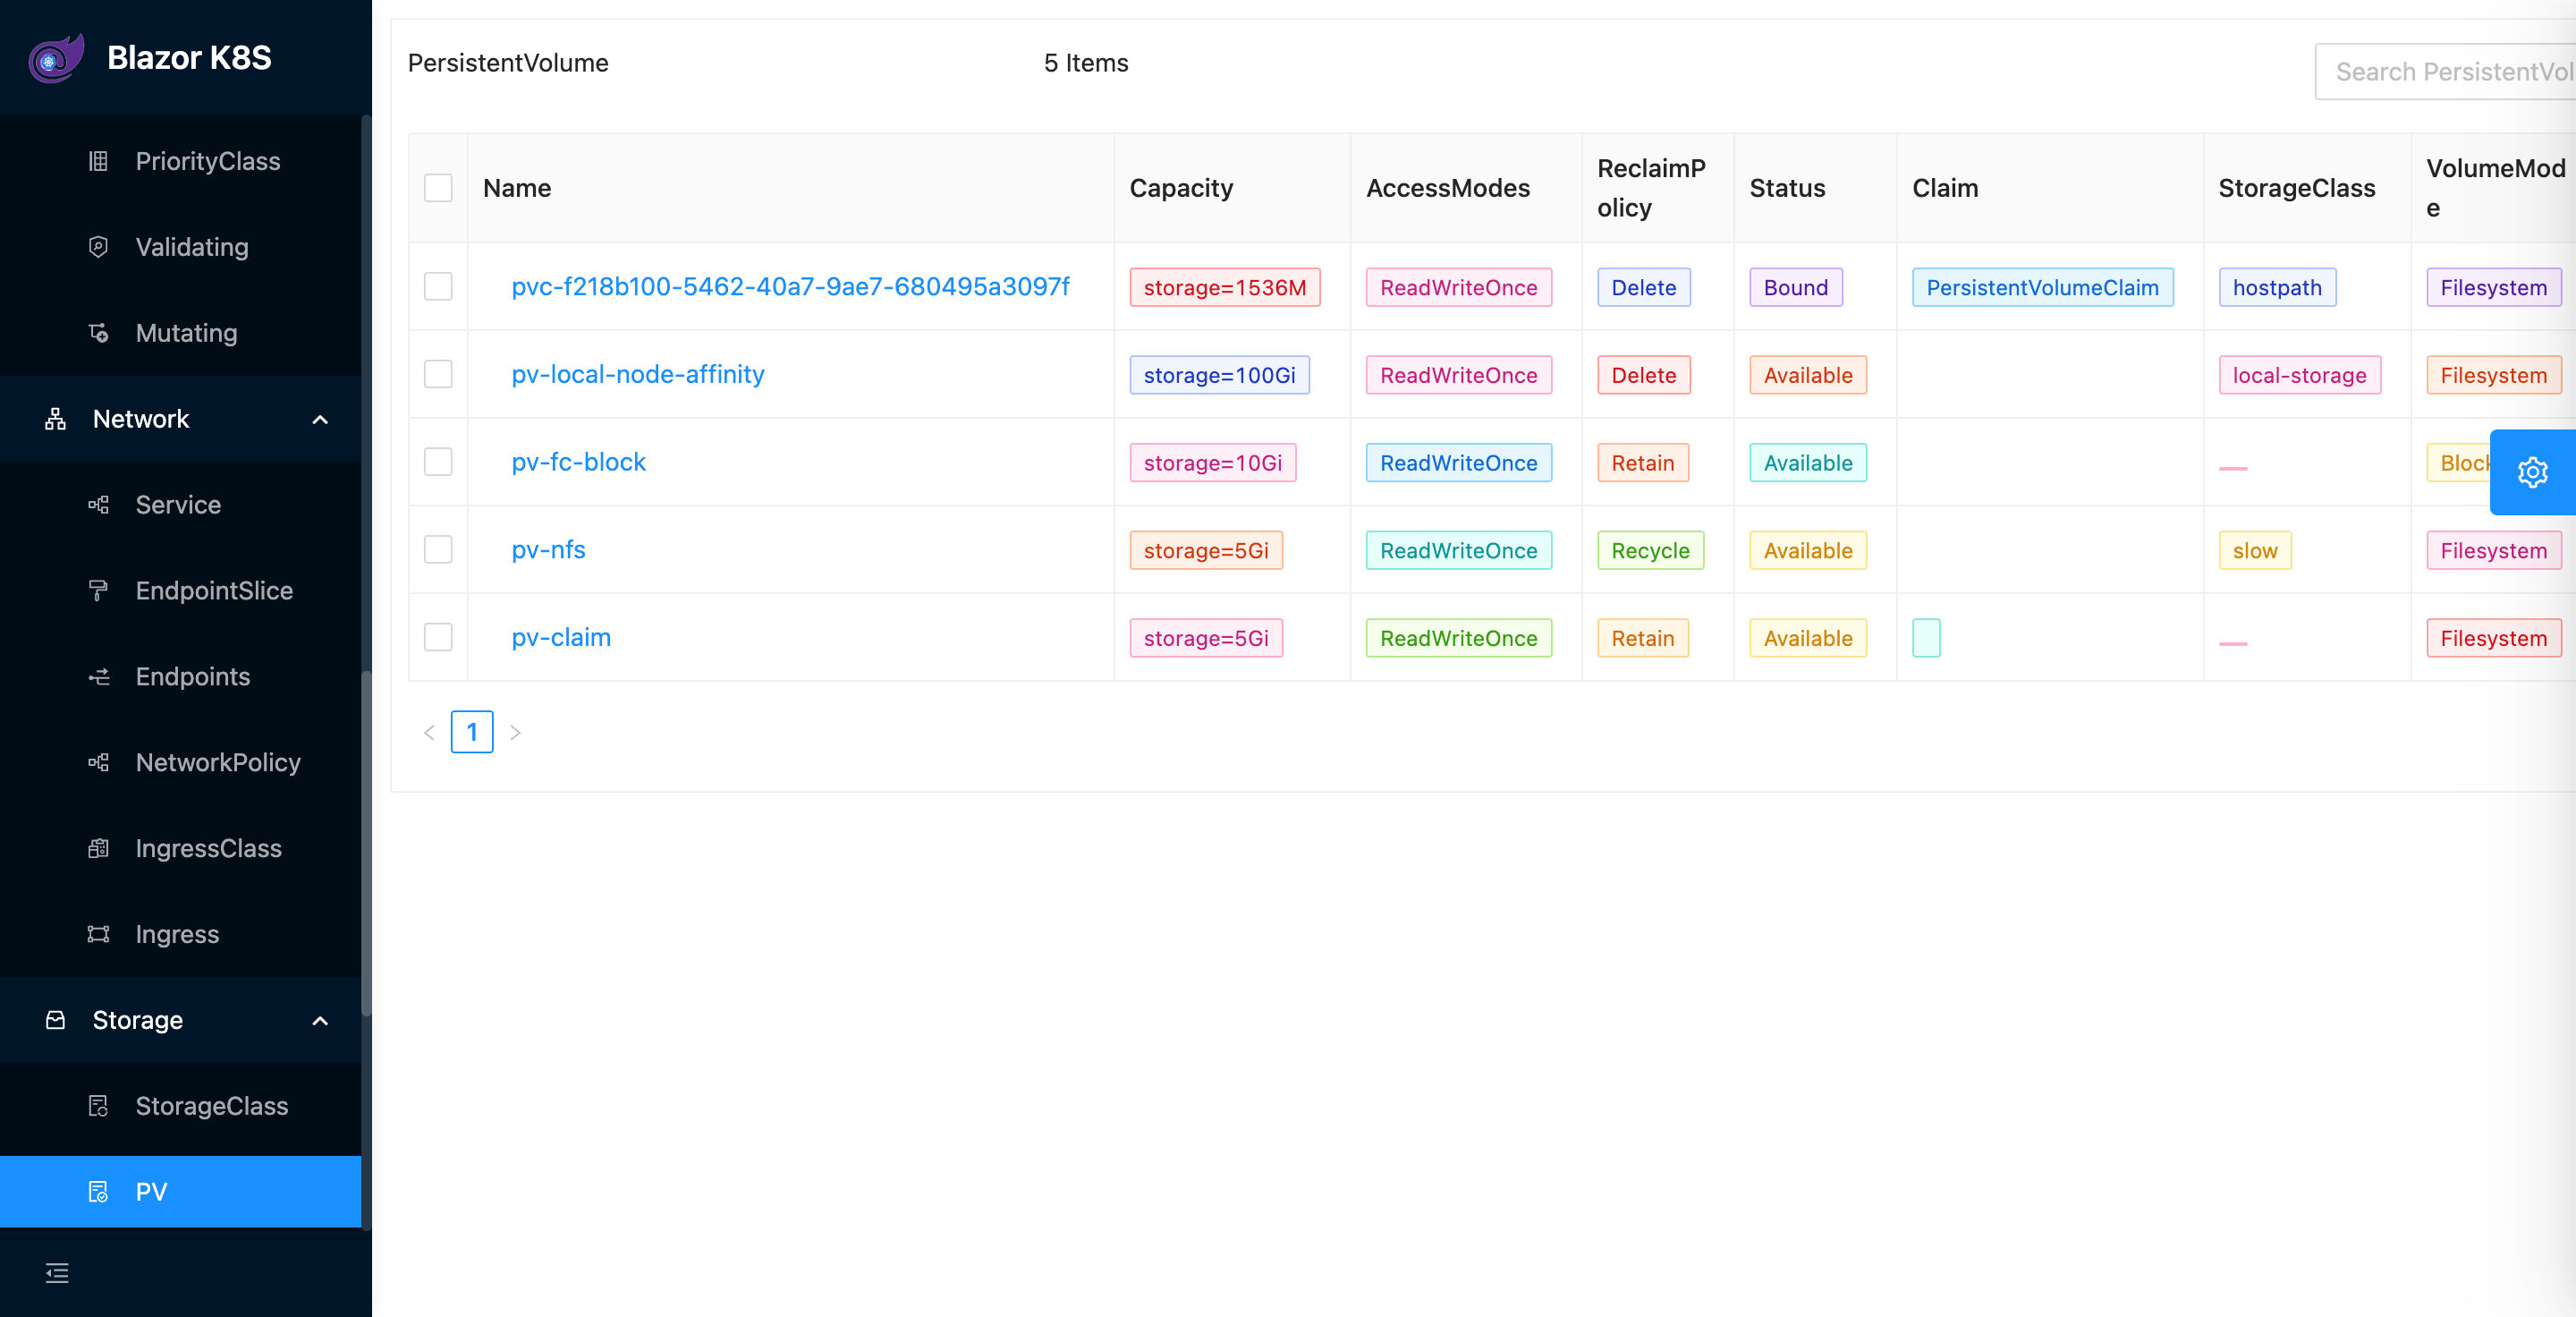 Blazor K8S
PriorityClass
Validating
Mutating
Network
Service
EndpointSlice
Endpoints
NetworkPolicy
IngressClass
Ingress
Storage
StorageClass
PV
PersistentVolume 5 Items Search PersistentVol
Name Capacity AccessModes ReclaimP
olicy Status Claim StorageClass VolumeMod
e
pvc-f218b100-5462-40a7-9ae7-680495a3097f storage=1536M ReadWriteOnce Delete Bound PersistentVolumeClaim hostpath Filesystem
pv-local-node-affinity storage=100Gi ReadWriteOnce Delete Available local-storage Filesystem
pv-fc-block storage=10Gi ReadWriteOnce Retain Available Block
pv-nfs storage=5Gi ReadWriteOnce Recycle Available slow Filesystem
pv-claim storage=5Gi ReadWriteOnce Retain Available Filesystem
1